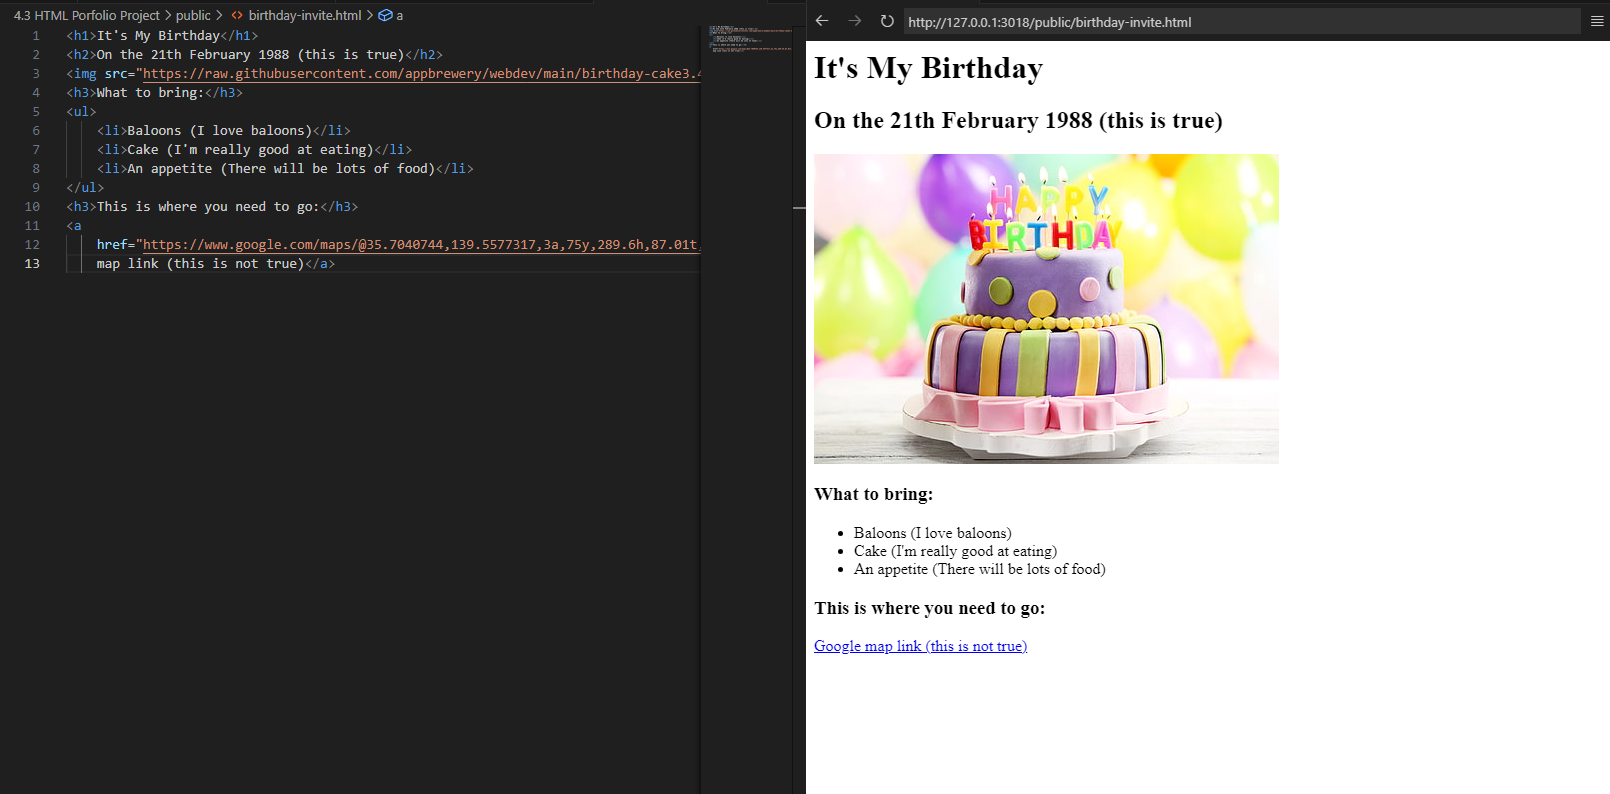 4.3 HTML Porfolio Project > public > <> birthday-invite.html > a
1 <h1>It's My Birthday</h1>
2 <h2>On the 21th February 1988 (this is true)</h2>
3 <img src="https://raw.githubusercontent.com/appbrewery/webdev/main/birthday-cake3.4
4 <h3>What to bring:</h3>
5 <ul>
6 <li>Baloons (I love baloons)</li>
7 <li>Cake (I'm really good at eating)</li>
8 <li>An appetite (There will be lots of food)</li>
9 </ul>
10 <h3>This is where you need to go:</h3>
11 <a
12 href="https://www.google.com/maps/@35.7040744,139.5577317,3a,75y,289.6h,87.01t,
13 map link (this is not true)</a>
http://127.0.0.1:3018/public/birthday-invite.html
It's My Birthday
On the 21th February 1988 (this is true)
HAPPY
BIRTHDAY
What to bring:
• Baloons (I love baloons)
• Cake (I'm really good at eating)
• An appetite (There will be lots of food)
This is where you need to go:
Google map link (this is not true)